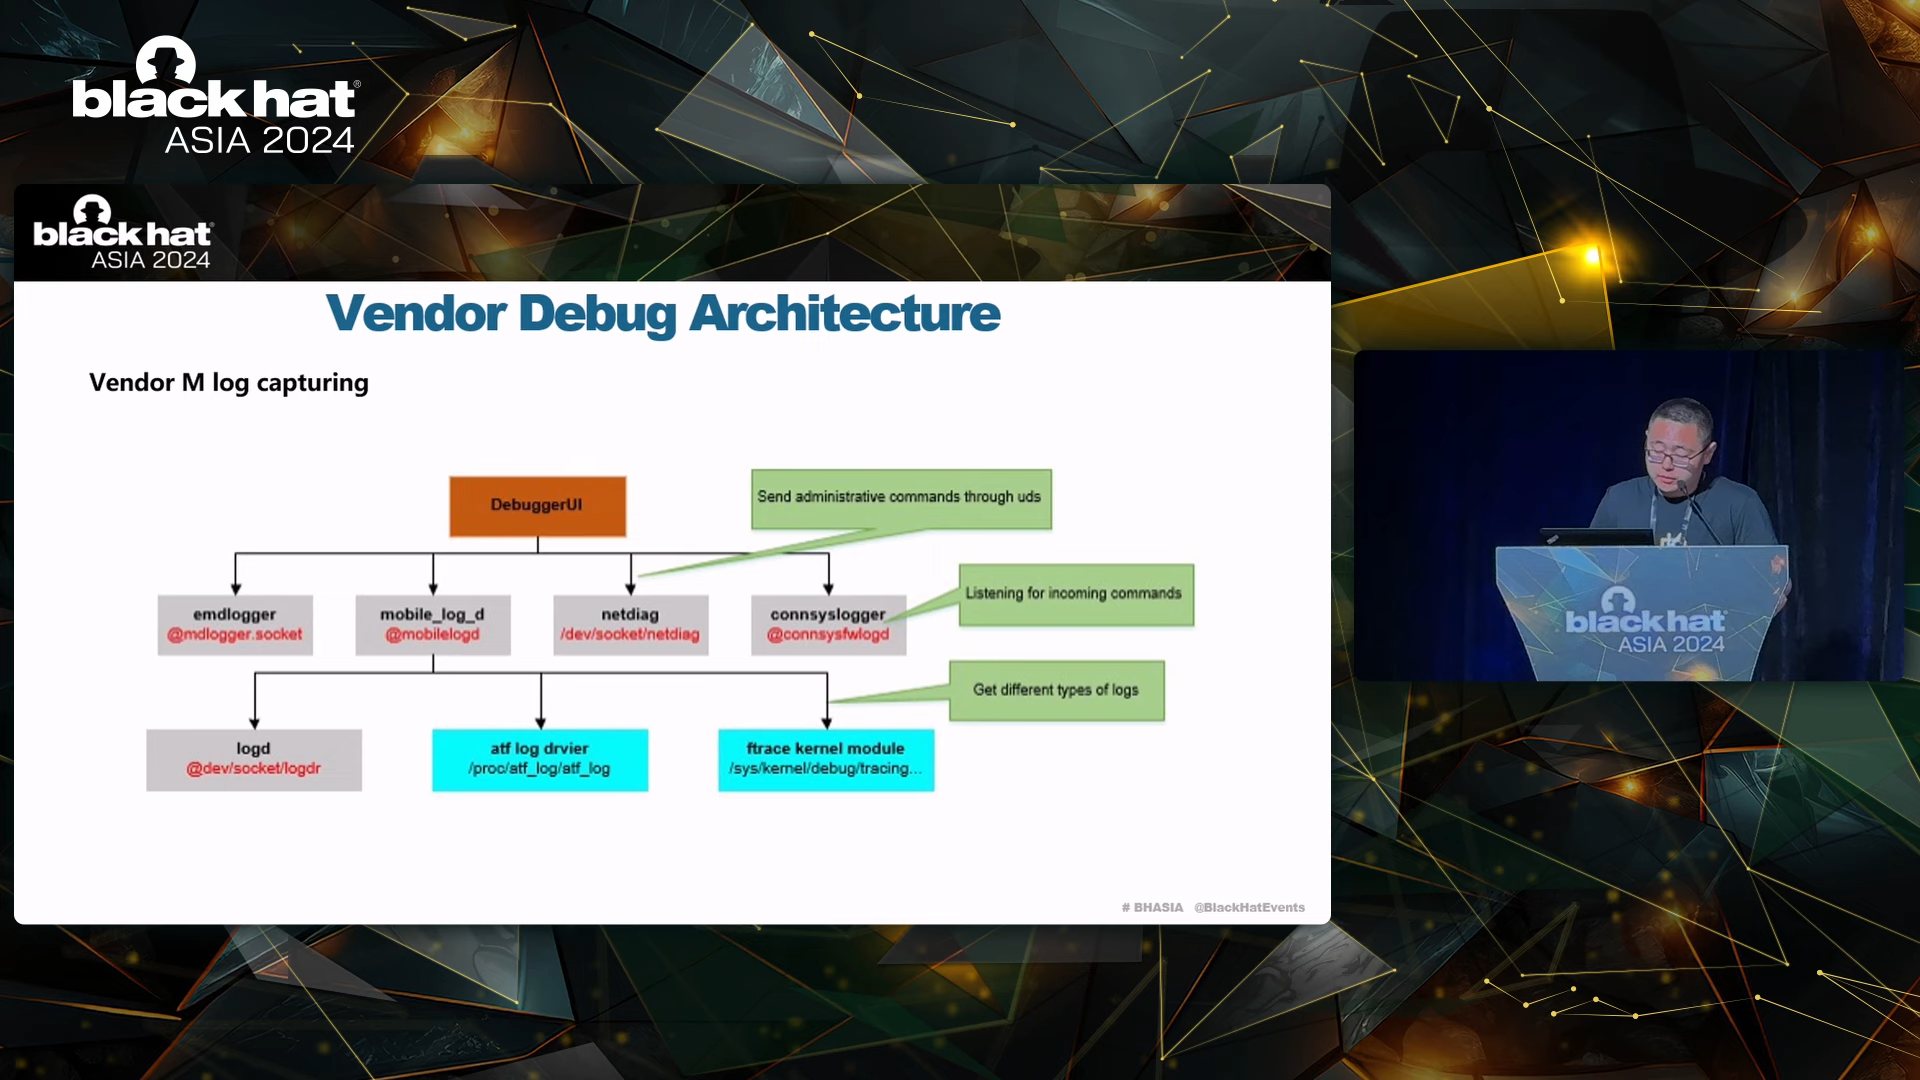 black hat®
ASIA 2024
black hat®
ASIA 2024
Vendor Debug Architecture
Vendor M log capturing
DebuggerUI
Send administrative commands through uds
Listening for incoming commands
emdlogger
@mdlogger.socket
mobile_log_d
@mobilelogd
netdiag
/dev/socket/netdiag
connsyslogger
@connsysfwlogd
Get different types of logs
logd
@dev/socket/logdr
atf log drvier
/proc/atf_log/atf_log
ftrace kernel module
/sys/kernel/debug/tracing...
# BHASIA @BlackHatEvents
black hat
ASIA 2024